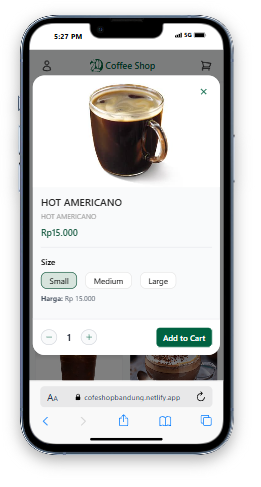 5:27 PM
5G
Coffee Shop
×
HOT AMERICANO
HOT AMERICANO
Rp15.000
Size
Small Medium Large
Harga: Rp 15.000
− 1 +
Add to Cart
AA cofeshopbandung.netlify.app